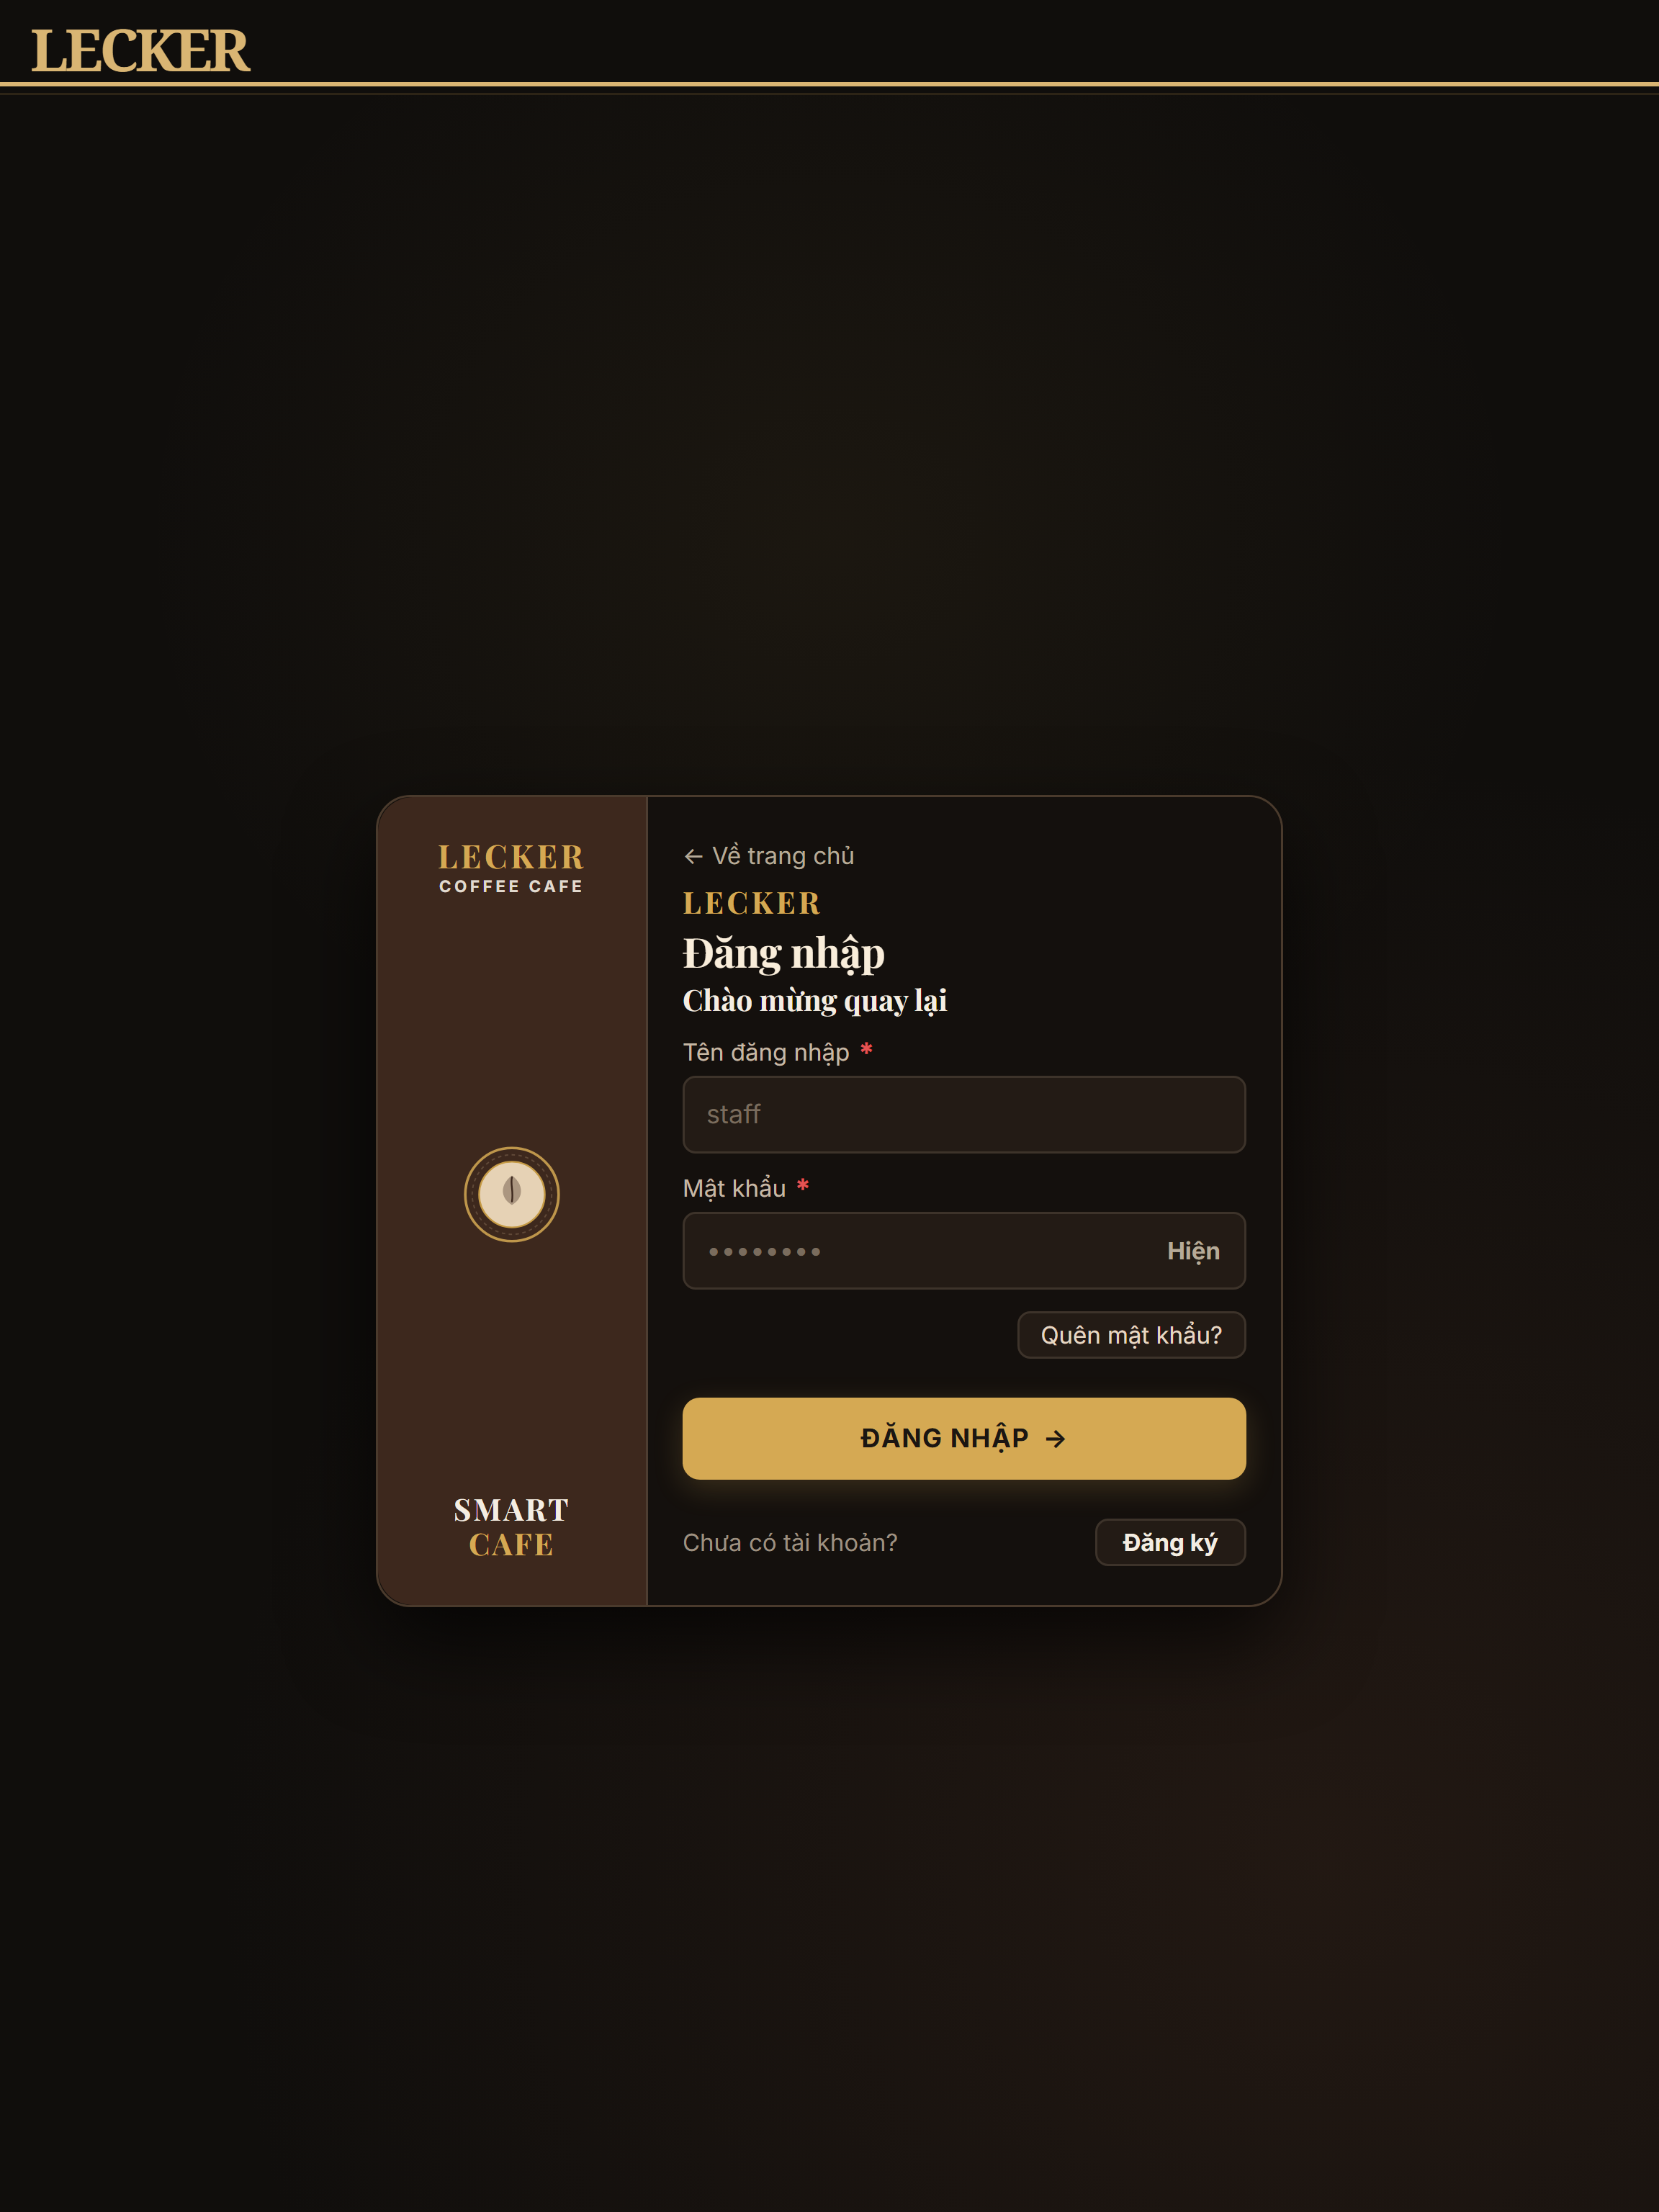 LECKER
LECKER
COFFEE CAFE
SMART
CAFE
← Về trang chủ
LECKER
Đăng nhập
Chào mừng quay lại
Tên đăng nhập *
staff
Mật khẩu *
••••••••
Hiện
Quên mật khẩu?
ĐĂNG NHẬP →
Chưa có tài khoản?
Đăng ký